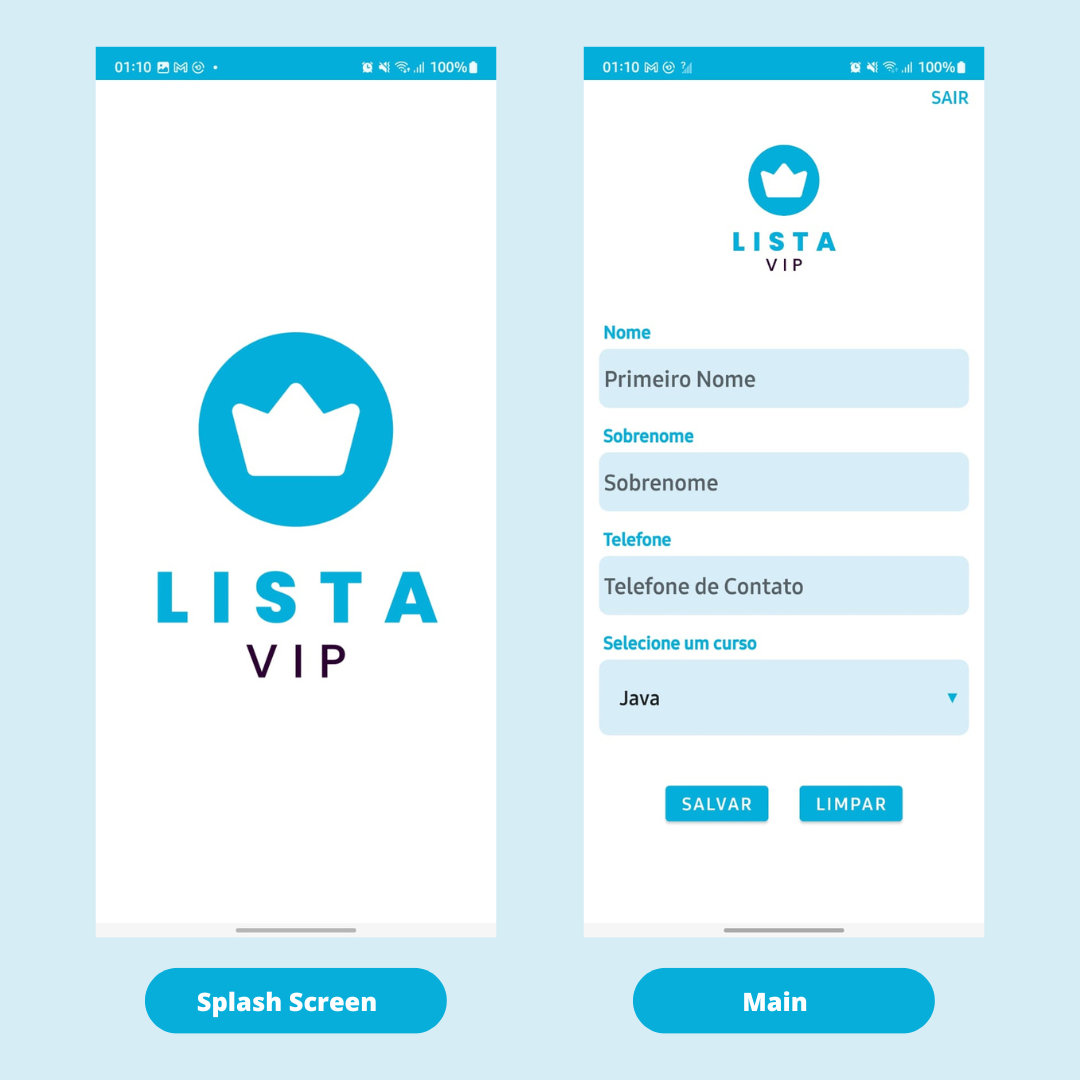 01:10
100%
LISTA
VIP
Splash Screen
01:10
100%
SAIR
LISTA
VIP
Nome
Primeiro Nome
Sobrenome
Sobrenome
Telefone
Telefone de Contato
Selecione um curso
Java
SALVAR
LIMPAR
Main